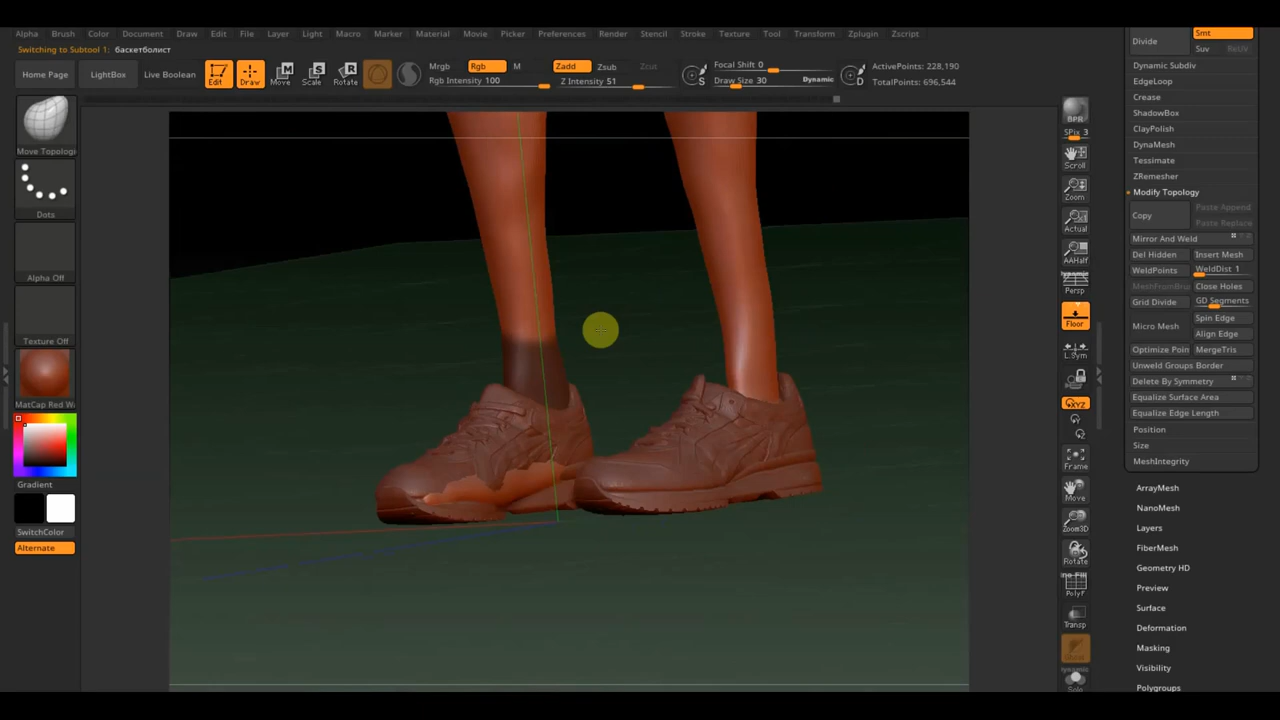 Alpha Brush Color Document Draw Edit File Layer Light Macro Marker Material Movie Picker Preferences Render Stencil Stroke Texture Tool Transform Zplugin Zscript
Switching to Subtool 1: баскетболист
Home Page LightBox Live Boolean Edit Draw Move Scale Rotate
Mrgb Rgb M
Rgb Intensity 100
Zadd Zsub Zcut
Z Intensity 51
S
Focal Shift 0
Draw Size 30 Dynamic
D
ActivePoints: 228,190
TotalPoints: 696,544
Move Topologi
Dots
Alpha Off
Texture Off
MatCap Red Wa
Gradient
SwitchColor
Alternate
BPR
SPix 3
Scroll
Zoom
Actual
AAHalf
Dynamic
Persp
Floor
L.Sym
XYZ
Y
Z
Frame
Move
Zoom3D
Rotate
PolyF
Transp
Solo
Divide
Smt
Suv
Dynamic Subdiv
EdgeLoop
Crease
ShadowBox
ClayPolish
DynaMesh
Tessimate
ZRemesher
Modify Topology
Copy Paste Append
Paste Replace
Mirror And Weld
Del Hidden Insert Mesh
WeldPoints WeldDist 1
MeshFromBru Close Holes
Grid Divide GD Segments
Micro Mesh Spin Edge
Align Edge
Optimize Poin MergeTris
Unweld Groups Border
Delete By Symmetry
Equalize Surface Area
Equalize Edge Length
Position
Size
MeshIntegrity
ArrayMesh
NanoMesh
Layers
FiberMesh
Geometry HD
Preview
Surface
Deformation
Masking
Visibility
Polygroups